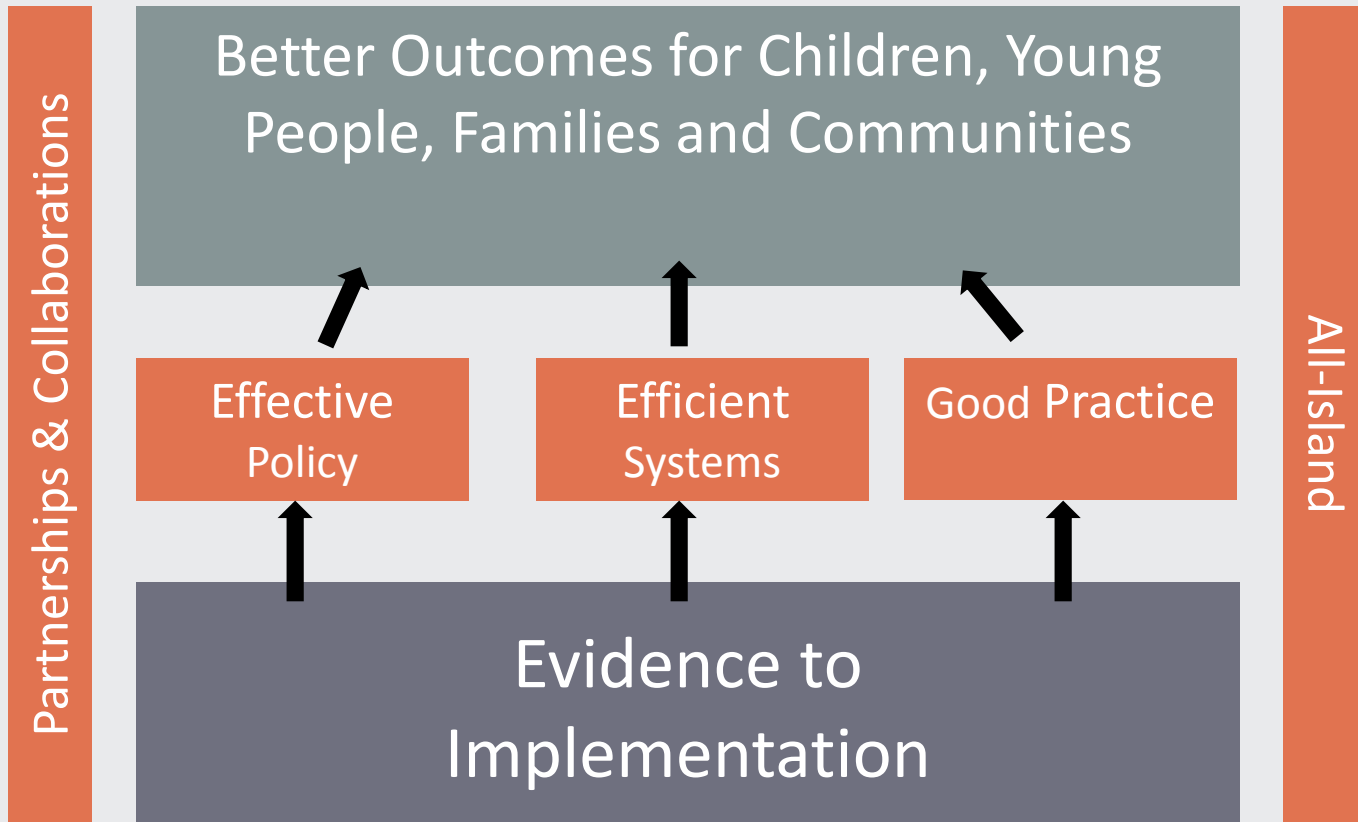 Partnerships & Collaborations
Better Outcomes for Children, Young
People, Families and Communities
Effective
Policy
Efficient
Systems
Good Practice
Evidence to
Implementation
All-Island